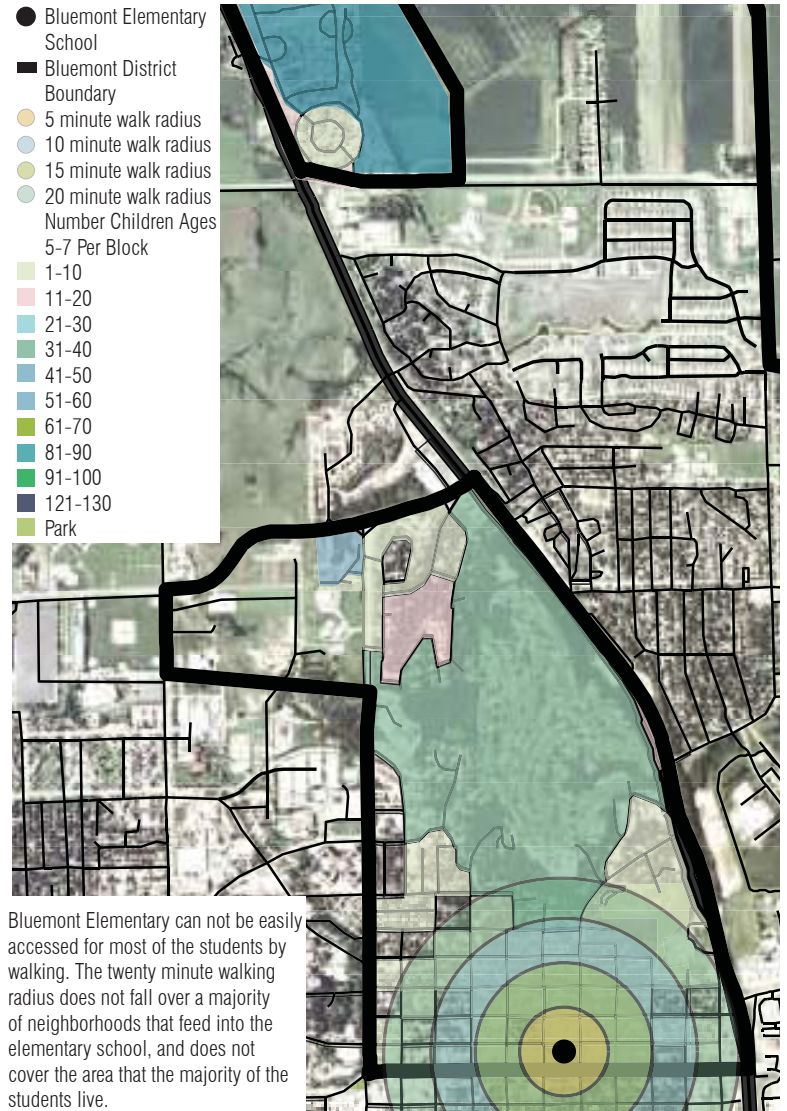 Bluemont Elementary
School
Bluemont District
Boundary
5 minute walk radius
10 minute walk radius
15 minute walk radius
20 minute walk radius
Number Children Ages
5-7 Per Block
1-10
11-20
21-30
31-40
41-50
51-60
61-70
81-90
91-100
121-130
Park
Bluemont Elementary can not be easily
accessed for most of the students by
walking. The twenty minute walking
radius does not fall over a majority
of neighborhoods that feed into the
elementary school, and does not
cover the area that the majority of the
students live.